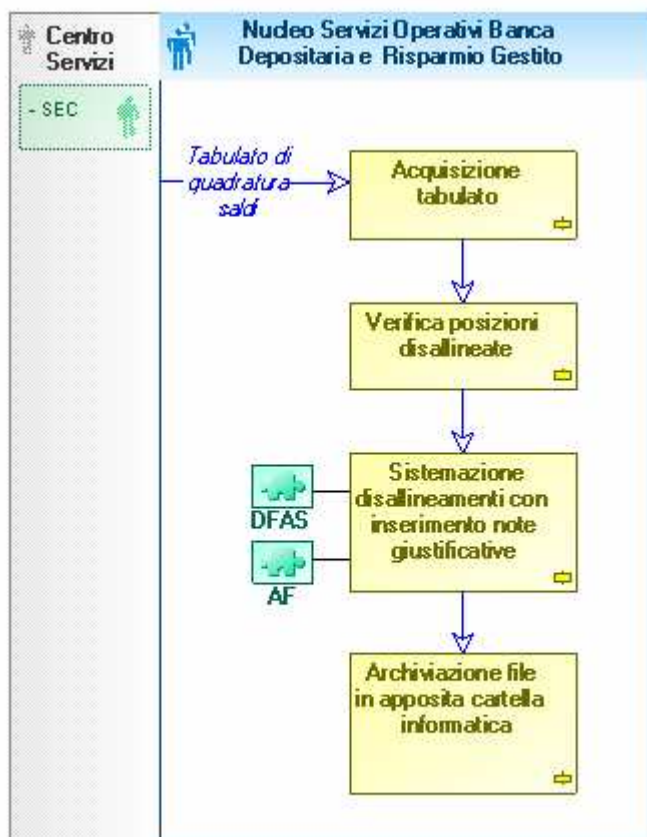 Centro
Servizi
Nucleo Servizi Operativi Banca
Depositaria e Risparmio Gestito
- SEC
Tabulato di
quadratura
saldi
Acquisizione
tabulato
Verifica posizioni
disallineate
Sistemazione
disallineamenti con
inserimento note
giustificative
DFAS
AF
Archiviazione file
in apposita cartella
informatica